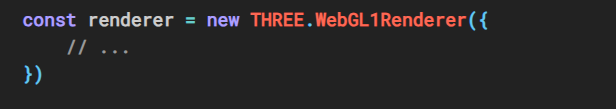 const renderer = new THREE.WebGL1Renderer({
    // ...
})